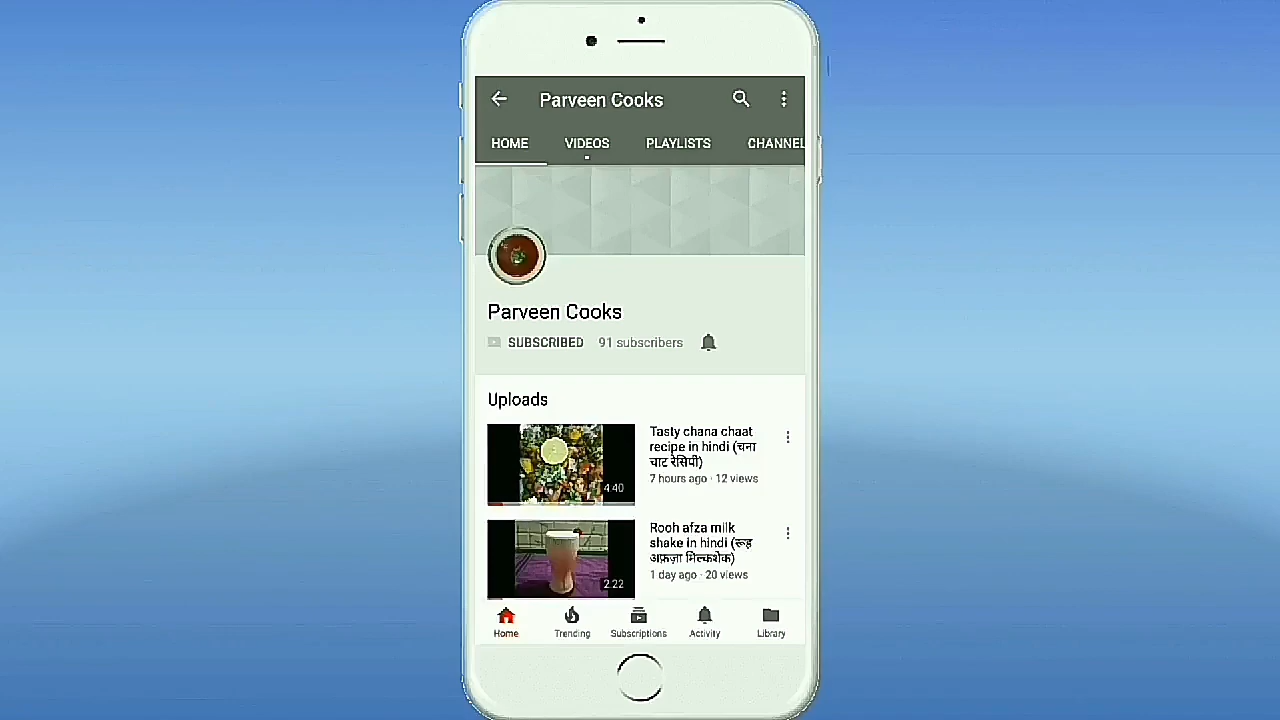 Parveen Cooks
HOME VIDEOS PLAYLISTS CHANNEL
Parveen Cooks
SUBSCRIBED 91 subscribers
Uploads
Tasty chana chaat
recipe in hindi (चना
चाट रेसिपी)
7 hours ago · 12 views
4:40
Rooh afza milk
shake in hindi (रूह
अफ़ज़ा मिल्कशेक)
1 day ago · 20 views
2:22
Home Trending Subscriptions Activity Library